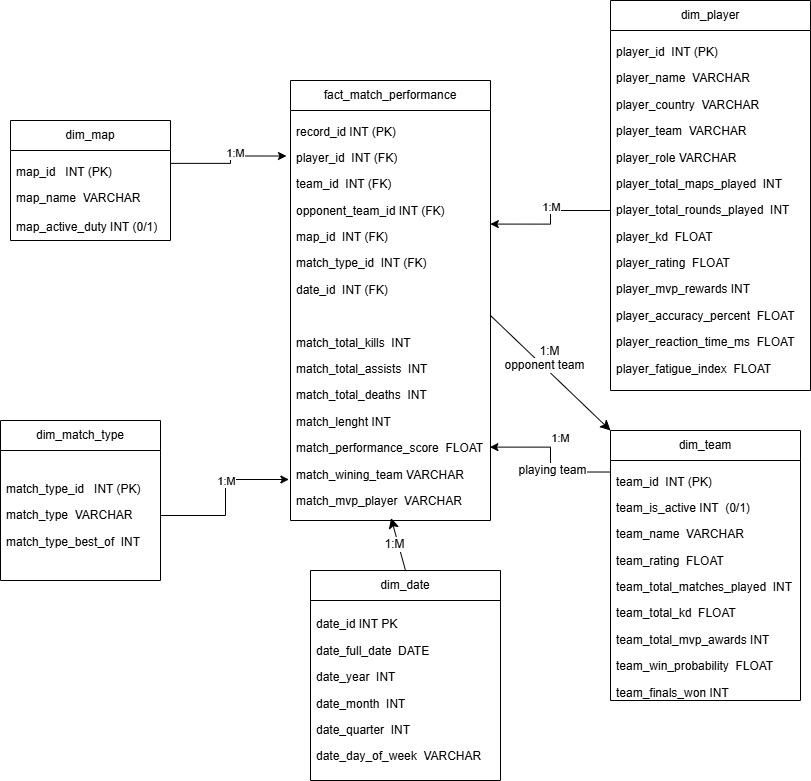 dim_player
player_id INT (PK)
player_name VARCHAR
player_country VARCHAR
player_team VARCHAR
player_role VARCHAR
player_total_maps_played INT
player_total_rounds_played INT
player_kd FLOAT
player_rating FLOAT
player_mvp_rewards INT
player_accuracy_percent FLOAT
player_reaction_time_ms FLOAT
player_fatigue_index FLOAT
fact_match_performance
record_id INT (PK)
player_id INT (FK)
team_id INT (FK)
opponent_team_id INT (FK)
map_id INT (FK)
match_type_id INT (FK)
date_id INT (FK)
match_total_kills INT
match_total_assists INT
match_total_deaths INT
match_lenght INT
match_performance_score FLOAT
match_wining_team VARCHAR
match_mvp_player VARCHAR
dim_map
map_id INT (PK)
map_name VARCHAR
map_active_duty INT (0/1)
1:M
1:M
1:M
opponent team
1:M
playing team
1:M
1:M
dim_match_type
match_type_id INT (PK)
match_type VARCHAR
match_type_best_of INT
dim_team
team_id INT (PK)
team_is_active INT (0/1)
team_name VARCHAR
team_rating FLOAT
team_total_matches_played INT
team_total_kd FLOAT
team_total_mvp_awards INT
team_win_probability FLOAT
team_finals_won INT
dim_date
date_id INT PK
date_full_date DATE
date_year INT
date_month INT
date_quarter INT
date_day_of_week VARCHAR